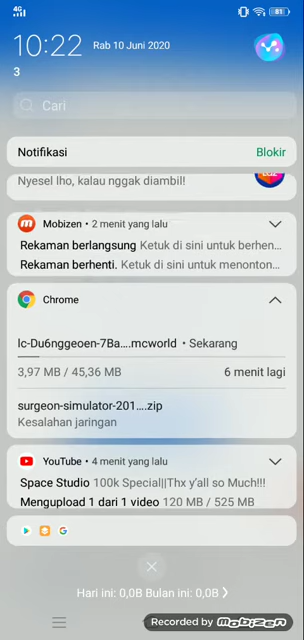 4G
81
10:22
Rab 10 Juni 2020
3
Cari
Notifikasi
Blokir
Nyesel lho, kalau nggak diambil!
Mobizen • 2 menit yang lalu
Rekaman berlangsung Ketuk di sini untuk berhen...
Rekaman berhenti. Ketuk di sini untuk menonton...
Chrome
lc-Du6nggeoen-7Ba....mcworld • Sekarang
3,97 MB / 45,36 MB
6 menit lagi
surgeon-simulator-201....zip
Kesalahan jaringan
YouTube • 4 menit yang lalu
Space Studio 100k Special||Thx y'all so Much!!!
Mengupload 1 dari 1 video 120 MB / 525 MB
Hari ini: 0,0B Bulan ini: 0,0B
Recorded by mobizen